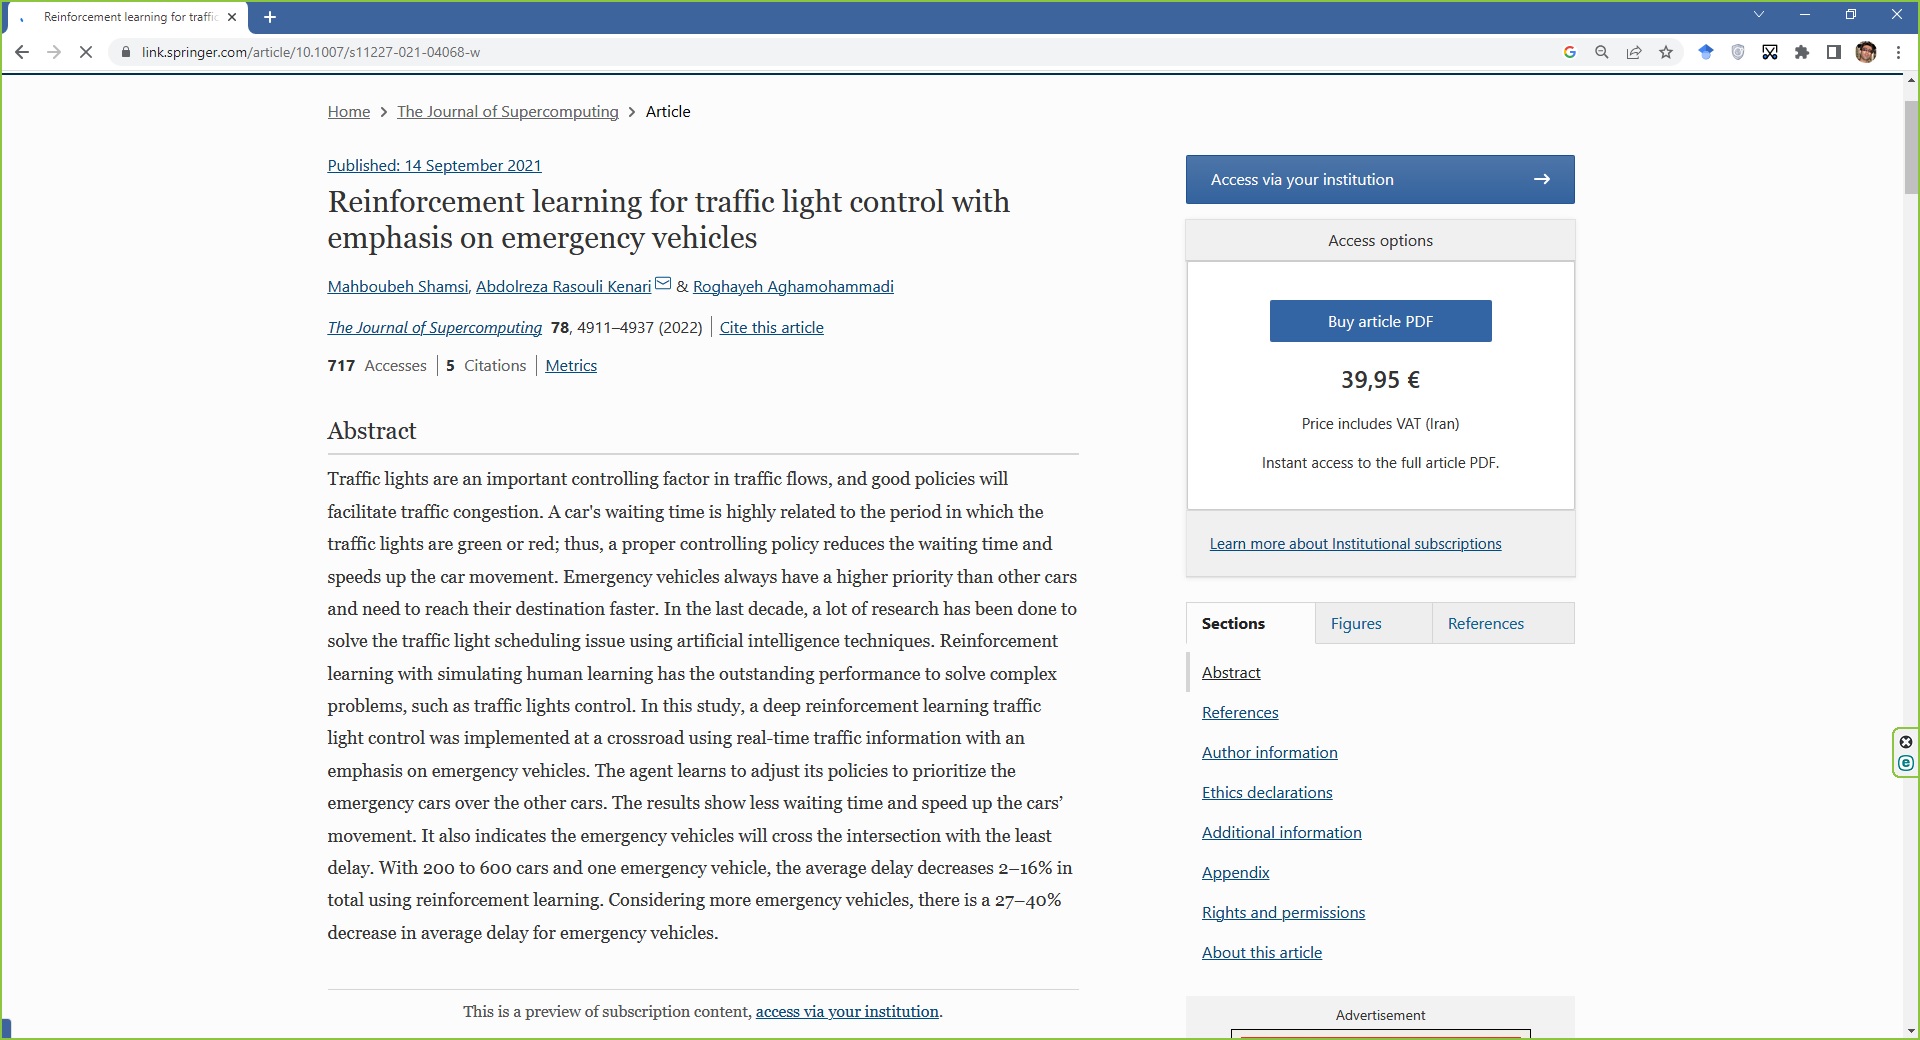 Reinforcement learning for traffic
link.springer.com/article/10.1007/s11227-021-04068-w
Home > The Journal of Supercomputing > Article
Published: 14 September 2021
Reinforcement learning for traffic light control with
emphasis on emergency vehicles
Mahboubeh Shamsi, Abdolreza Rasouli Kenari & Roghayeh Aghamohammadi
The Journal of Supercomputing 78, 4911–4937 (2022) | Cite this article
717 Accesses | 5 Citations | Metrics
Abstract
Traffic lights are an important controlling factor in traffic flows, and good policies will
facilitate traffic congestion. A car's waiting time is highly related to the period in which the
traffic lights are green or red; thus, a proper controlling policy reduces the waiting time and
speeds up the car movement. Emergency vehicles always have a higher priority than other cars
and need to reach their destination faster. In the last decade, a lot of research has been done to
solve the traffic light scheduling issue using artificial intelligence techniques. Reinforcement
learning with simulating human learning has the outstanding performance to solve complex
problems, such as traffic lights control. In this study, a deep reinforcement learning traffic
light control was implemented at a crossroad using real-time traffic information with an
emphasis on emergency vehicles. The agent learns to adjust its policies to prioritize the
emergency cars over the other cars. The results show less waiting time and speed up the cars’
movement. It also indicates the emergency vehicles will cross the intersection with the least
delay. With 200 to 600 cars and one emergency vehicle, the average delay decreases 2–16% in
total using reinforcement learning. Considering more emergency vehicles, there is a 27–40%
decrease in average delay for emergency vehicles.
This is a preview of subscription content, access via your institution.
Access via your institution →
Access options
Buy article PDF
39,95 €
Price includes VAT (Iran)
Instant access to the full article PDF.
Learn more about Institutional subscriptions
Sections Figures References
Abstract
References
Author information
Ethics declarations
Additional information
Appendix
Rights and permissions
About this article
Advertisement